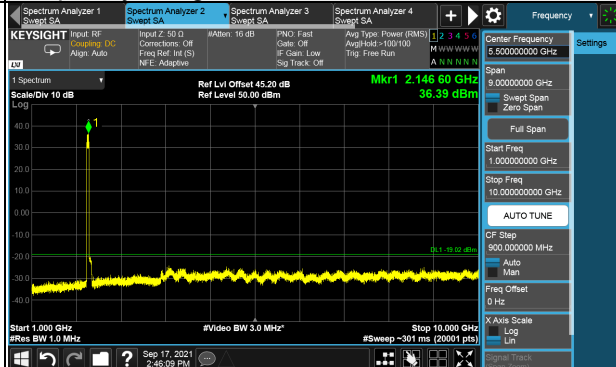 Spectrum Analyzer 1
Swept SA
Spectrum Analyzer 2
Swept SA
Spectrum Analyzer 3
Swept SA
Spectrum Analyzer 4
Swept SA
+
Frequency
KEYSIGHT
Input: RF
Coupling: DC
Align: Auto
Input Z: 50 Ω
Corrections: Off
Freq Ref: Int (S)
NFE: Adaptive
#Atten: 16 dB
PNO: Fast
Gate: Off
IF Gain: Low
Sig Track: Off
Avg Type: Power (RMS)
Avg|Hold:>100/100
Trig: Free Run
1 2 3 4 5 6
M W W W W W
A N N N N N
LXI
1 Spectrum
Scale/Div 10 dB
Log
Ref Lvl Offset 45.20 dB
Ref Level 50.00 dBm
Mkr1 2.146 60 GHz
36.39 dBm
1
40.0
30.0
20.0
10.0
0.00
-10.0
-20.0
-30.0
-40.0
DL1 -19.02 dBm
Start 1.000 GHz
#Res BW 1.0 MHz
#Video BW 3.0 MHz*
Stop 10.000 GHz
#Sweep ~301 ms (20001 pts)
?
Sep 17, 2021
2:46:09 PM
Center Frequency
5.500000000 GHz
Settings
Span
9.00000000 GHz
Swept Span
Zero Span
Full Span
Start Freq
1.000000000 GHz
Stop Freq
10.000000000 GHz
AUTO TUNE
CF Step
900.000000 MHz
Auto
Man
Freq Offset
0 Hz
X Axis Scale
Log
Lin
Signal Track